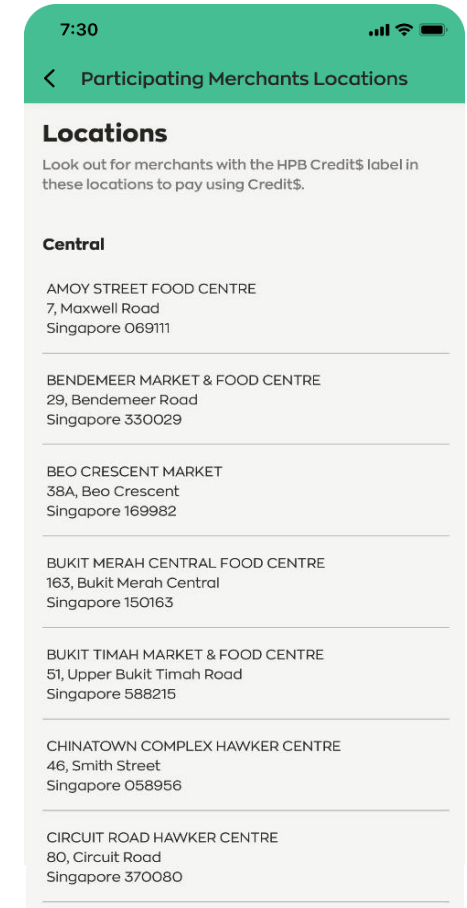 7:30
Participating Merchants Locations
Locations
Look out for merchants with the HPB Credit$ label in
these locations to pay using Credit$.
Central
AMOY STREET FOOD CENTRE
7, Maxwell Road
Singapore 069111
BENDEMEER MARKET & FOOD CENTRE
29, Bendemeer Road
Singapore 330029
BEO CRESCENT MARKET
38A, Beo Crescent
Singapore 169982
BUKIT MERAH CENTRAL FOOD CENTRE
163, Bukit Merah Central
Singapore 150163
BUKIT TIMAH MARKET & FOOD CENTRE
51, Upper Bukit Timah Road
Singapore 588215
CHINATOWN COMPLEX HAWKER CENTRE
46, Smith Street
Singapore 058956
CIRCUIT ROAD HAWKER CENTRE
80, Circuit Road
Singapore 370080